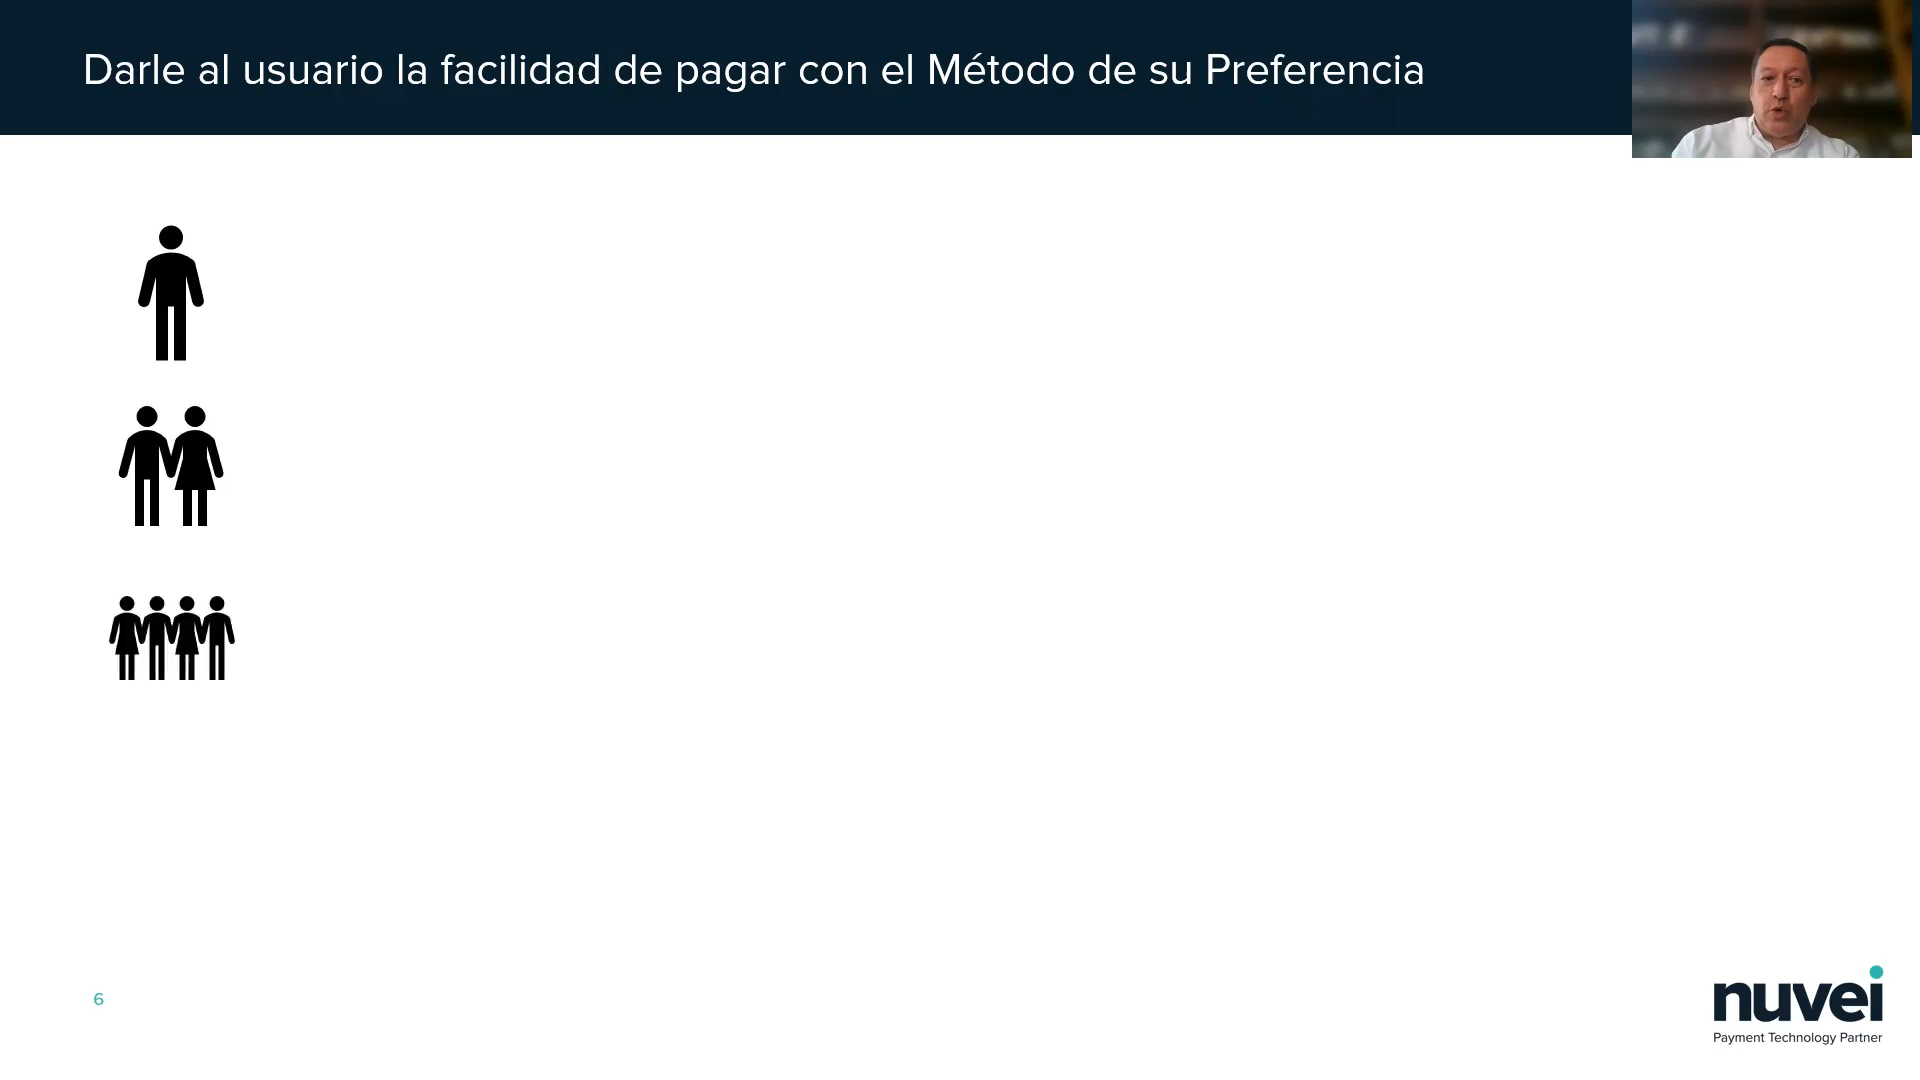 Darle al usuario la facilidad de pagar con el Método de su Preferencia
6
nuvei
Payment Technology Partner